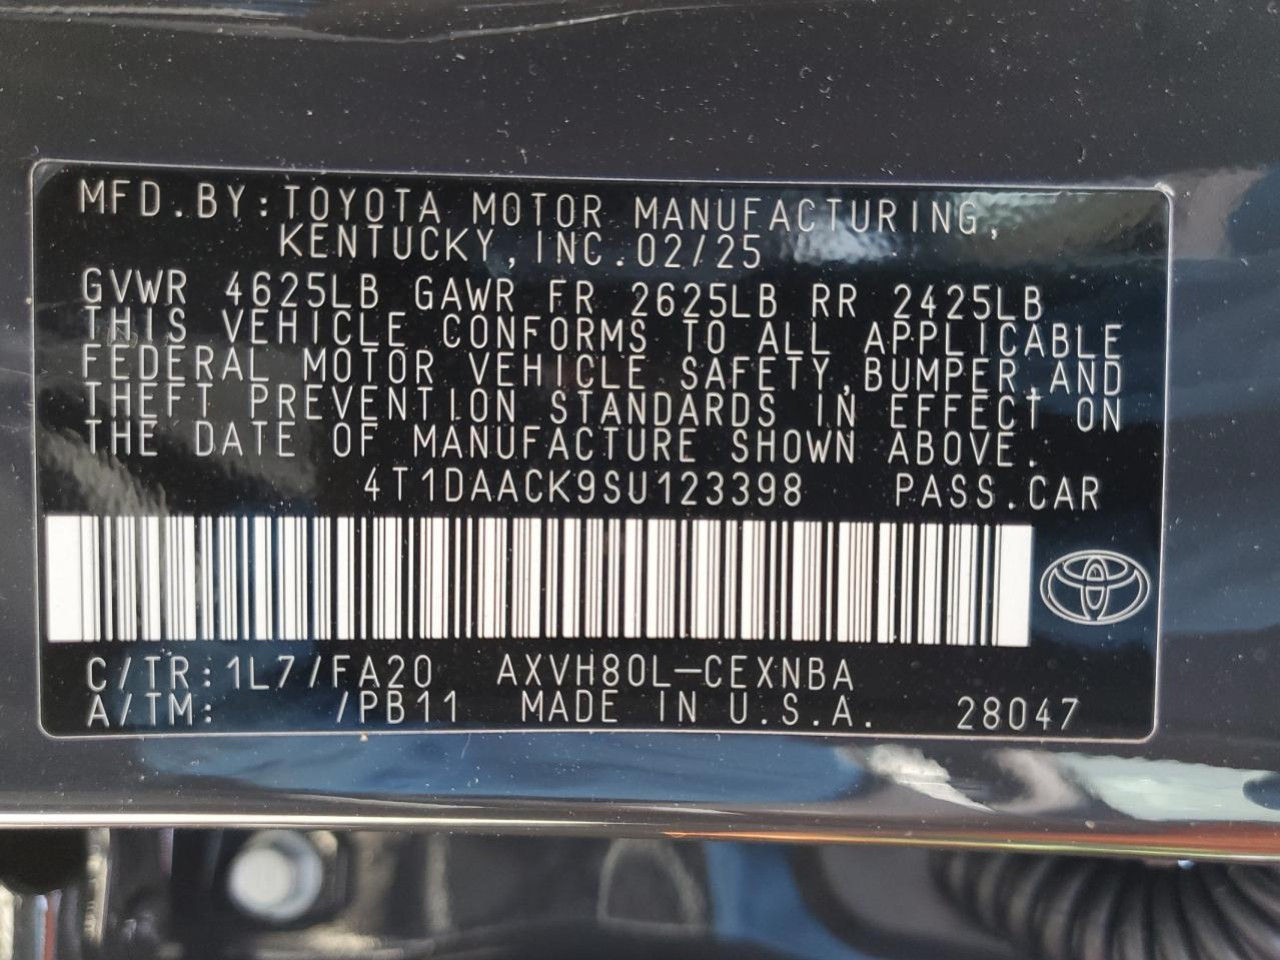 MFD.BY:TOYOTA MOTOR MANUFACTURING,
KENTUCKY,INC.02/25
GVWR 4625LB GAWR FR 2625LB RR 2425LB
THIS VEHICLE CONFORMS TO ALL APPLICABLE
FEDERAL MOTOR VEHICLE SAFETY,BUMPER,AND
THEFT PREVENTION STANDARDS IN EFFECT ON
THE DATE OF MANUFACTURE SHOWN ABOVE.
4T1DAACK9SU123398 PASS.CAR
C/TR:1L7/FA20 AXVH80L-CEXNBA
A/TM: /PB11 MADE IN U.S.A. 28047